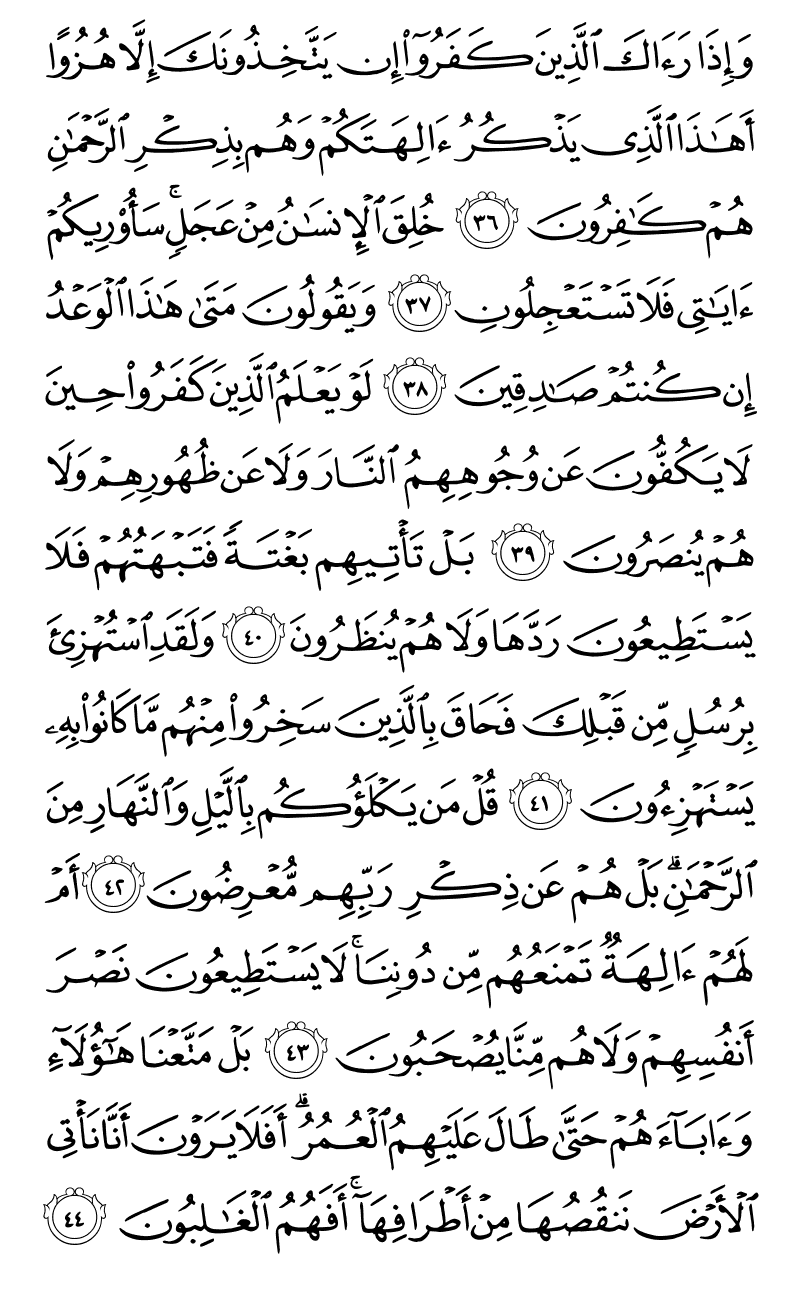 وَإِذَا رَءَاكَ ٱلَّذِينَ كَفَرُوٓا۟ إِن يَتَّخِذُونَكَ إِلَّا هُزُوًا
أَهَـٰذَا ٱلَّذِى يَذْكُرُ ءَالِهَتَكُمْ وَهُم بِذِكْرِ ٱلرَّحْمَـٰنِ
هُمْ كَـٰفِرُونَ ٣٦ خُلِقَ ٱلْإِنسَـٰنُ مِنْ عَجَلٍ ۚ سَأُو۟رِيكُمْ
ءَايَـٰتِى فَلَا تَسْتَعْجِلُونِ ٣٧ وَيَقُولُونَ مَتَىٰ هَـٰذَا ٱلْوَعْدُ
إِن كُنتُمْ صَـٰدِقِينَ ٣٨ لَوْ يَعْلَمُ ٱلَّذِينَ كَفَرُوا۟ حِينَ
لَا يَكُفُّونَ عَن وُجُوهِهِمُ ٱلنَّارَ وَلَا عَن ظُهُورِهِمْ وَلَا
هُمْ يُنصَرُونَ ٣٩ بَلْ تَأْتِيهِم بَغْتَةً فَتَبْهَتُهُمْ فَلَا
يَسْتَطِيعُونَ رَدَّهَا وَلَا هُمْ يُنظَرُونَ ٤٠ وَلَقَدِ ٱسْتُهْزِئَ
بِرُسُلٍ مِّن قَبْلِكَ فَحَاقَ بِٱلَّذِينَ سَخِرُوا۟ مِنْهُم مَّا كَانُوا۟ بِهِۦ
يَسْتَهْزِءُونَ ٤١ قُلْ مَن يَكْلَؤُكُم بِٱلَّيْلِ وَٱلنَّهَارِ مِنَ
ٱلرَّحْمَـٰنِ ۗ بَلْ هُمْ عَن ذِكْرِ رَبِّهِم مُّعْرِضُونَ ٤٢ أَمْ
لَهُمْ ءَالِهَةٌ تَمْنَعُهُم مِّن دُونِنَا ۚ لَا يَسْتَطِيعُونَ نَصْرَ
أَنفُسِهِمْ وَلَا هُم مِّنَّا يُصْحَبُونَ ٤٣ بَلْ مَتَّعْنَا هَـٰٓؤُلَآءِ
وَءَابَآءَهُمْ حَتَّىٰ طَالَ عَلَيْهِمُ ٱلْعُمُرُ ۗ أَفَلَا يَرَوْنَ أَنَّا نَأْتِى
ٱلْأَرْضَ نَنقُصُهَا مِنْ أَطْرَافِهَآ ۚ أَفَهُمُ ٱلْغَـٰلِبُونَ ٤٤